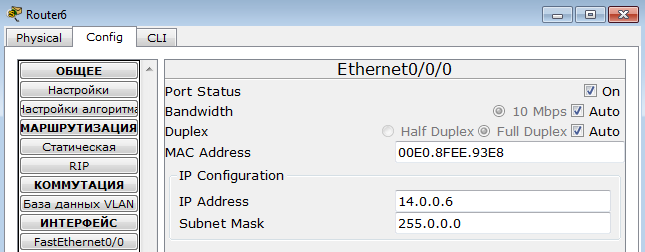 Router6
Physical Config CLI
ОБЩЕЕ
Настройки
Настройки алгоритма
МАРШРУТИЗАЦИЯ
Статическая
RIP
КОММУТАЦИЯ
База данных VLAN
ИНТЕРФЕЙС
FastEthernet0/0
Ethernet0/0/0
Port Status On
Bandwidth 10 Mbps Auto
Duplex Half Duplex Full Duplex Auto
MAC Address 00E0.8FEE.93E8
IP Configuration
IP Address 14.0.0.6
Subnet Mask 255.0.0.0